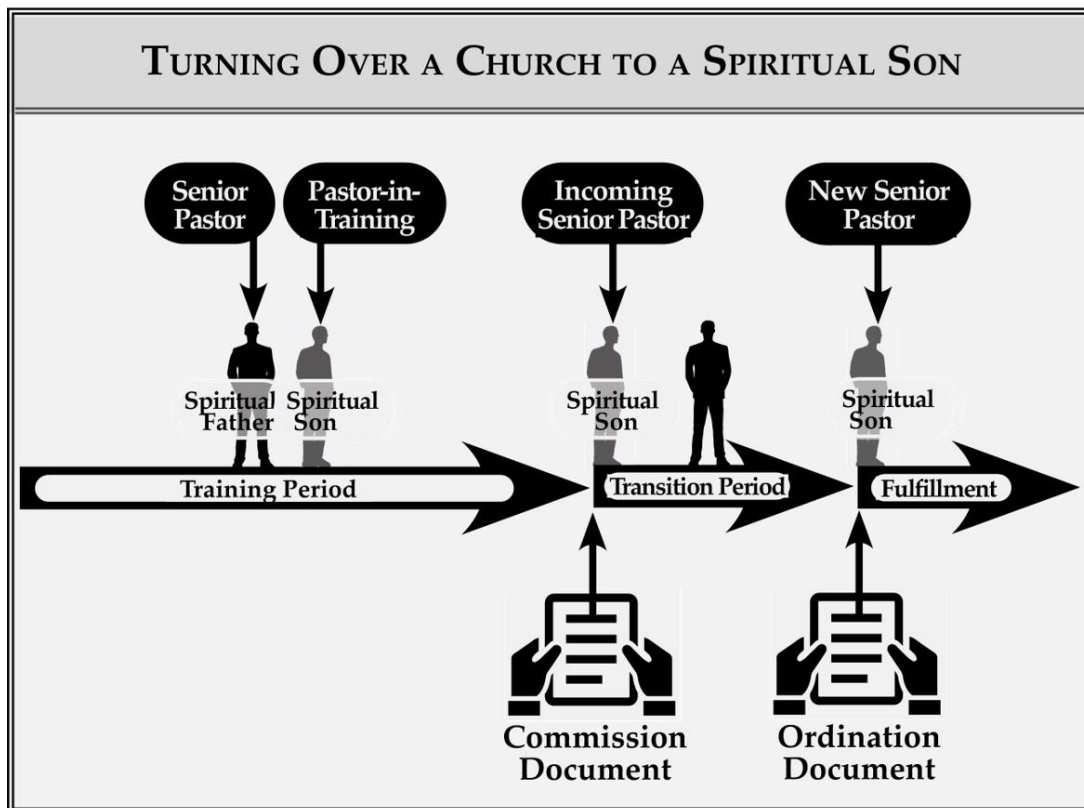 TURNING OVER A CHURCH TO A SPIRITUAL SON
Senior
Pastor
Pastor-in-
Training
Incoming
Senior Pastor
New Senior
Pastor
Spiritual
Father
Spiritual
Son
Spiritual
Son
Spiritual
Son
Training Period
Transition Period
Fulfillment
Commission
Document
Ordination
Document